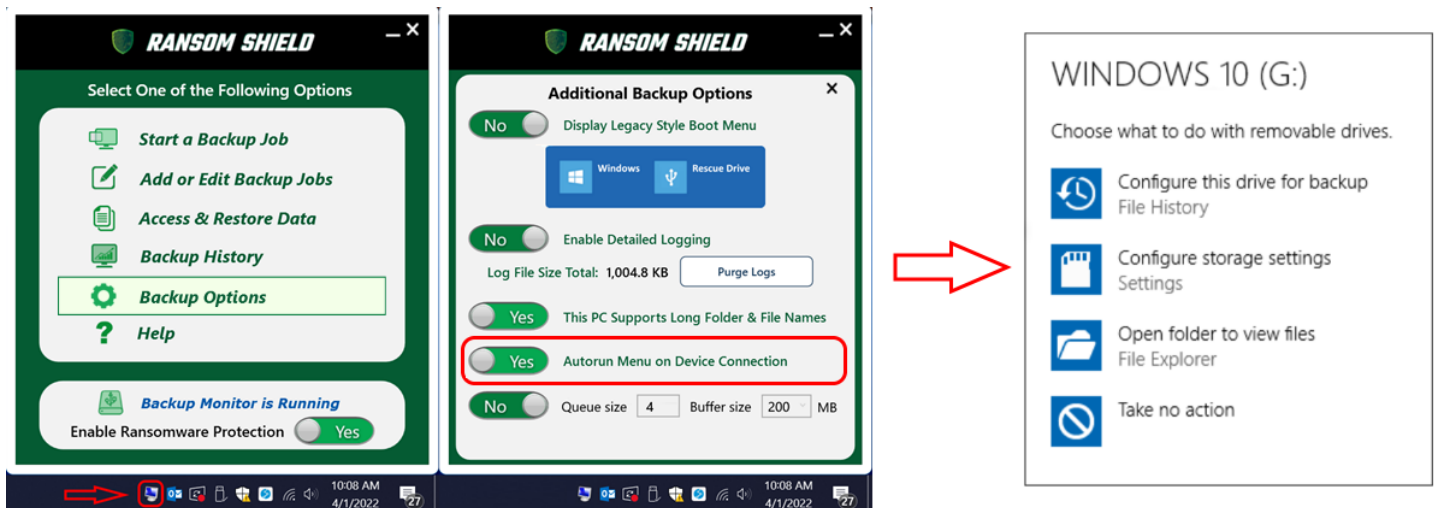 RANSOM SHIELD
Select One of the Following Options
Start a Backup Job
Add or Edit Backup Jobs
Access & Restore Data
Backup History
Backup Options
Help
Backup Monitor is Running
Enable Ransomware Protection Yes
10:08 AM
4/1/2022
27
RANSOM SHIELD
Additional Backup Options
No Display Legacy Style Boot Menu
Windows Rescue Drive
No Enable Detailed Logging
Log File Size Total: 1,004.8 KB Purge Logs
Yes This PC Supports Long Folder & File Names
Yes Autorun Menu on Device Connection
No Queue size 4 Buffer size 200 MB
10:08 AM
4/1/2022
27
WINDOWS 10 (G:)
Choose what to do with removable drives.
Configure this drive for backup
File History
Configure storage settings
Settings
Open folder to view files
File Explorer
Take no action